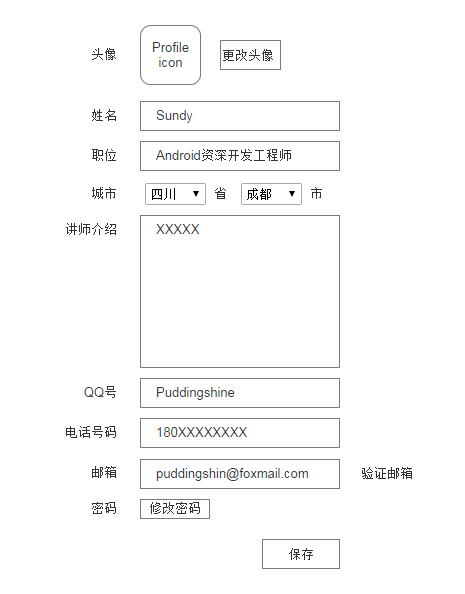 头像 Profile icon 更改头像
姓名 Sundy
职位 Android资深开发工程师
城市 四川 省 成都 市
讲师介绍 XXXXX
QQ号 Puddingshine
电话号码 180XXXXXXXX
邮箱 puddingshin@foxmail.com 验证邮箱
密码 修改密码
保存